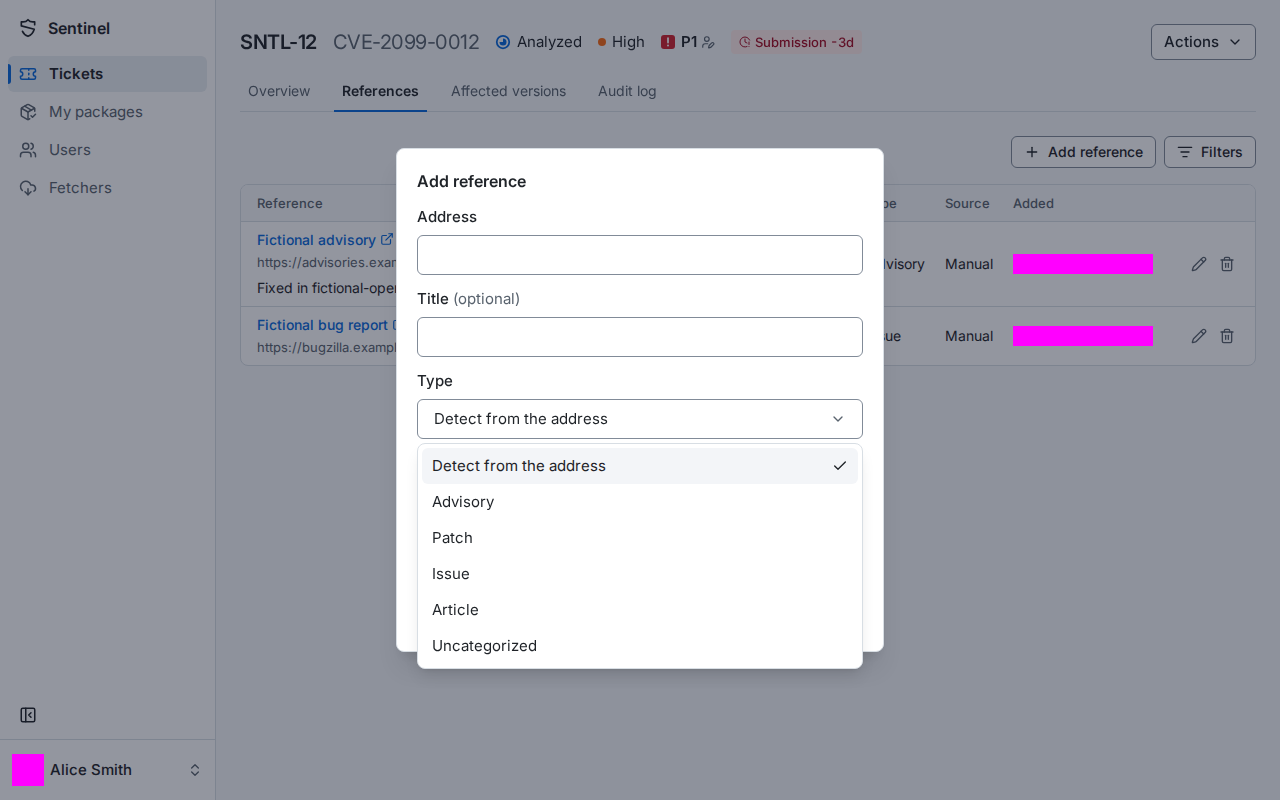 Sentinel
Tickets
My packages
Users
Fetchers
Alice Smith
SNTL-12 CVE-2099-0012 Analyzed High P1 Submission -3d
Actions
Overview References Affected versions Audit log
Add reference Filters
Reference Source Added
Fictional advisory
https://advisories.exam
Fixed in fictional-oper
Manual
Fictional bug report
https://bugzilla.exampl
Manual
Add reference
Address
Title (optional)
Type
Detect from the address
Detect from the address
Advisory
Patch
Issue
Article
Uncategorized